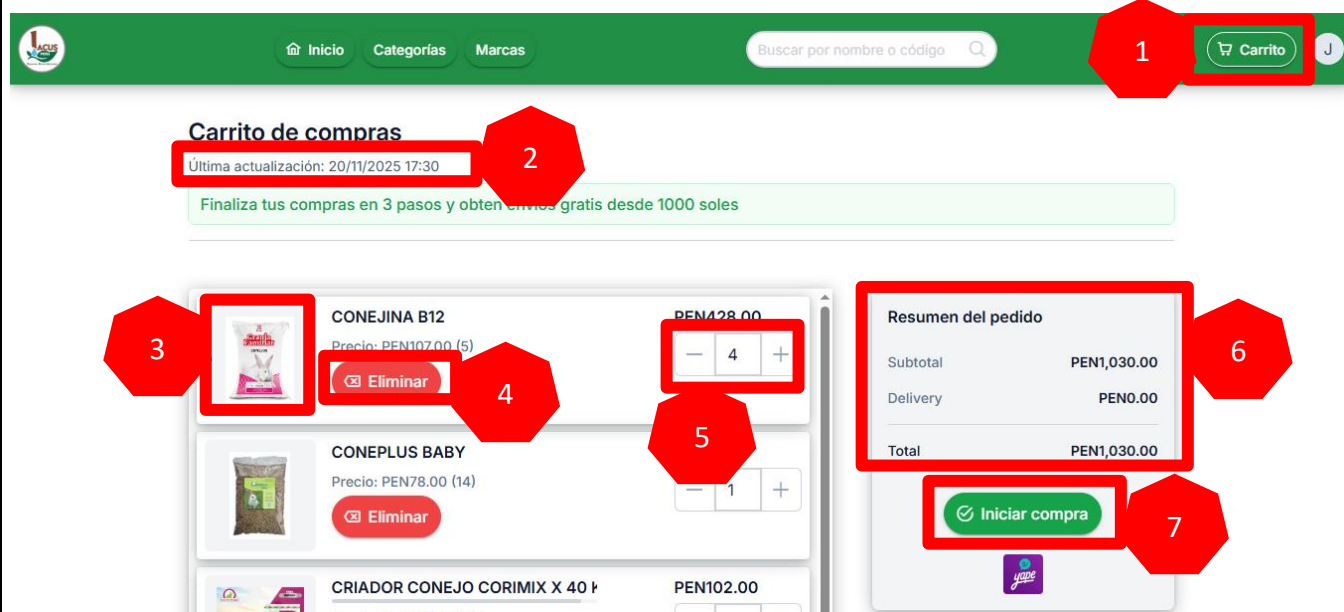 LACUS
Inicio
Categorías
Marcas
Buscar por nombre o código
1
Carrito
J
Carrito de compras
2
Última actualización: 20/11/2025 17:30
Finaliza tus compras en 3 pasos y obten envíos gratis desde 1000 soles
3
CONEJINA B12
PEN428.00
Precio: PEN107.00 (5)
4
Eliminar
4
5
CONEPLUS BABY
Precio: PEN78.00 (14)
1
Eliminar
CRIADOR CONEJO CORIMIX X 40
PEN102.00
Resumen del pedido
6
Subtotal
PEN1,030.00
Delivery
PEN0.00
Total
PEN1,030.00
Iniciar compra
7
yape